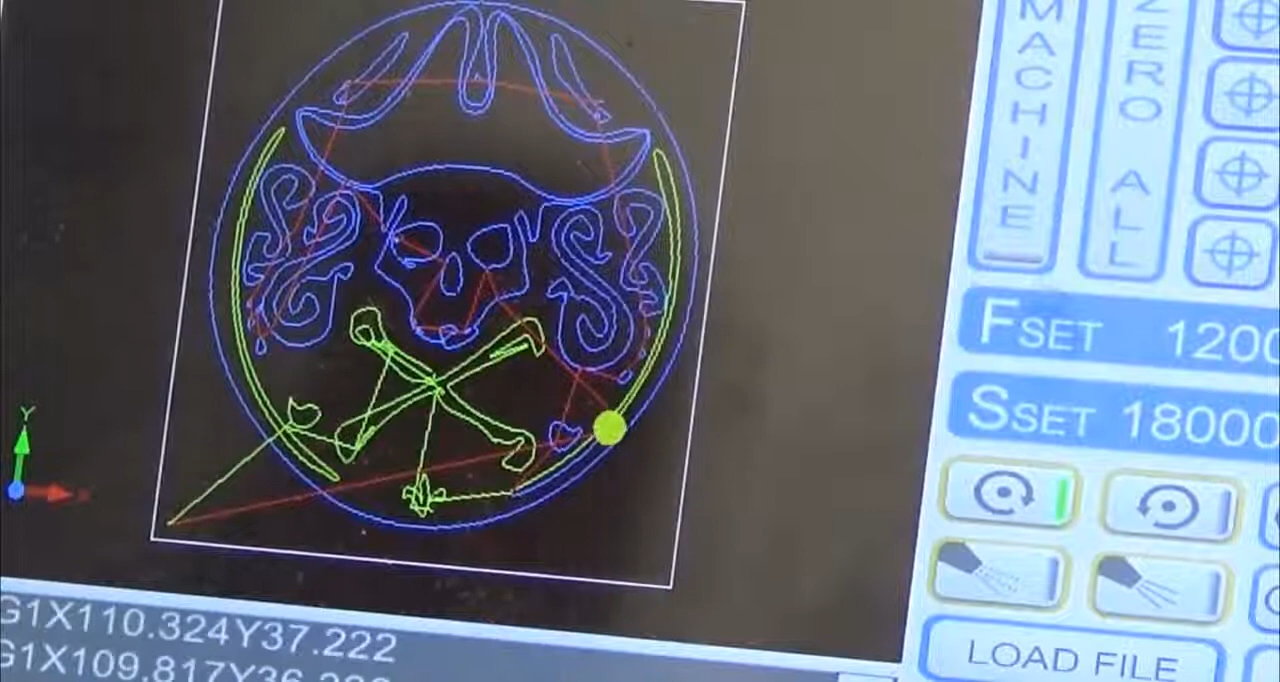 MACHINE
ZERO ALL
FSET 1200
SSET 18000
Y
X
G1X110.324Y37.222
LOAD FILE